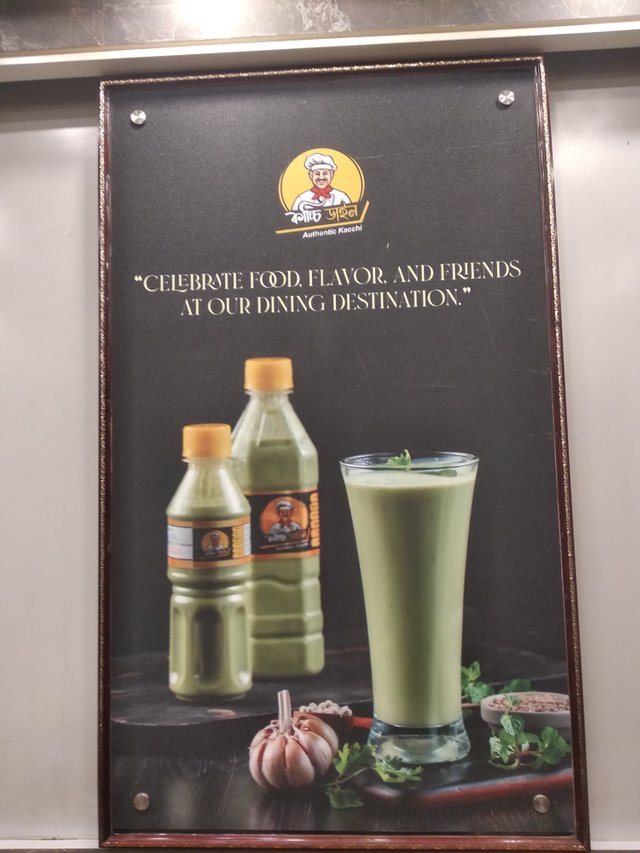 কাচ্চি ডাইন
Authentic Kacchi
“CELEBRATE FOOD, FLAVOR, AND FRIENDS
AT OUR DINING DESTINATION.”